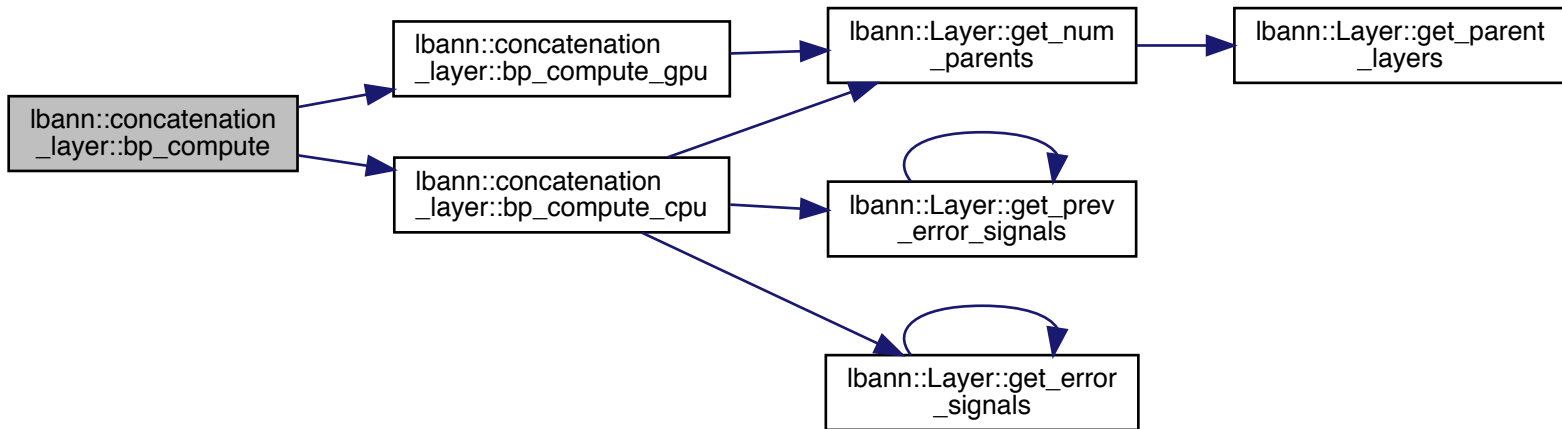 lbann::concatenation
_layer::bp_compute
lbann::concatenation
_layer::bp_compute_gpu
lbann::concatenation
_layer::bp_compute_cpu
lbann::Layer::get_num
_parents
lbann::Layer::get_parent
_layers
lbann::Layer::get_prev
_error_signals
lbann::Layer::get_error
_signals